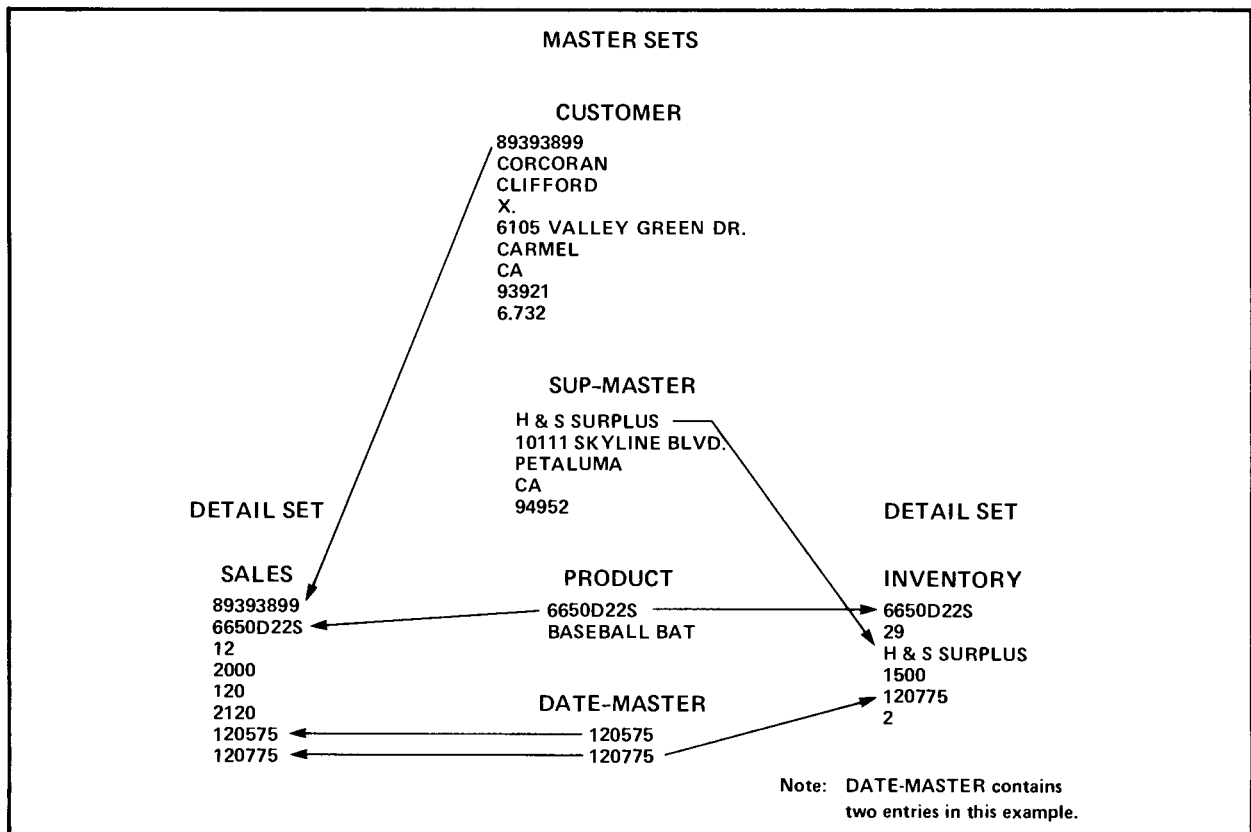 MASTER SETS
CUSTOMER
89393899
CORCORAN
CLIFFORD
X.
6105 VALLEY GREEN DR.
CARMEL
CA
93921
6.732
SUP-MASTER
H & S SURPLUS
10111 SKYLINE BLVD.
PETALUMA
CA
94952
DETAIL SET
SALES
89393899
6650D22S
12
2000
120
2120
120575
120775
PRODUCT
6650D22S
BASEBALL BAT
DATE-MASTER
120575
120775
DETAIL SET
INVENTORY
6650D22S
29
H & S SURPLUS
1500
120775
2
Note: DATE-MASTER contains
two entries in this example.